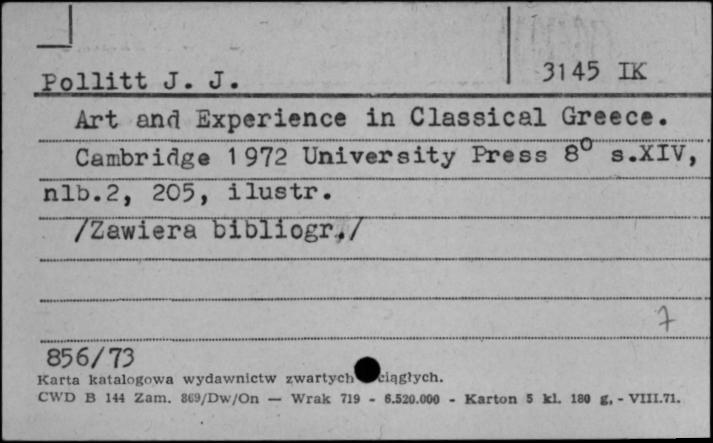 Pollitt J. J.
3145 IK
Art and Experience in Classical Greece.
Cambridge 1972 University Press 8º s.XIV,
nlb.2, 205, ilustr.
/Zawiera bibliogr./
7
856/73
Karta katalogowa wydawnictw zwartych ciągłych.
CWD B 144 Zam. 869/Dw/On — Wrak 719 - 6.520.000 - Karton 5 kl. 180 g. - VIII.71.